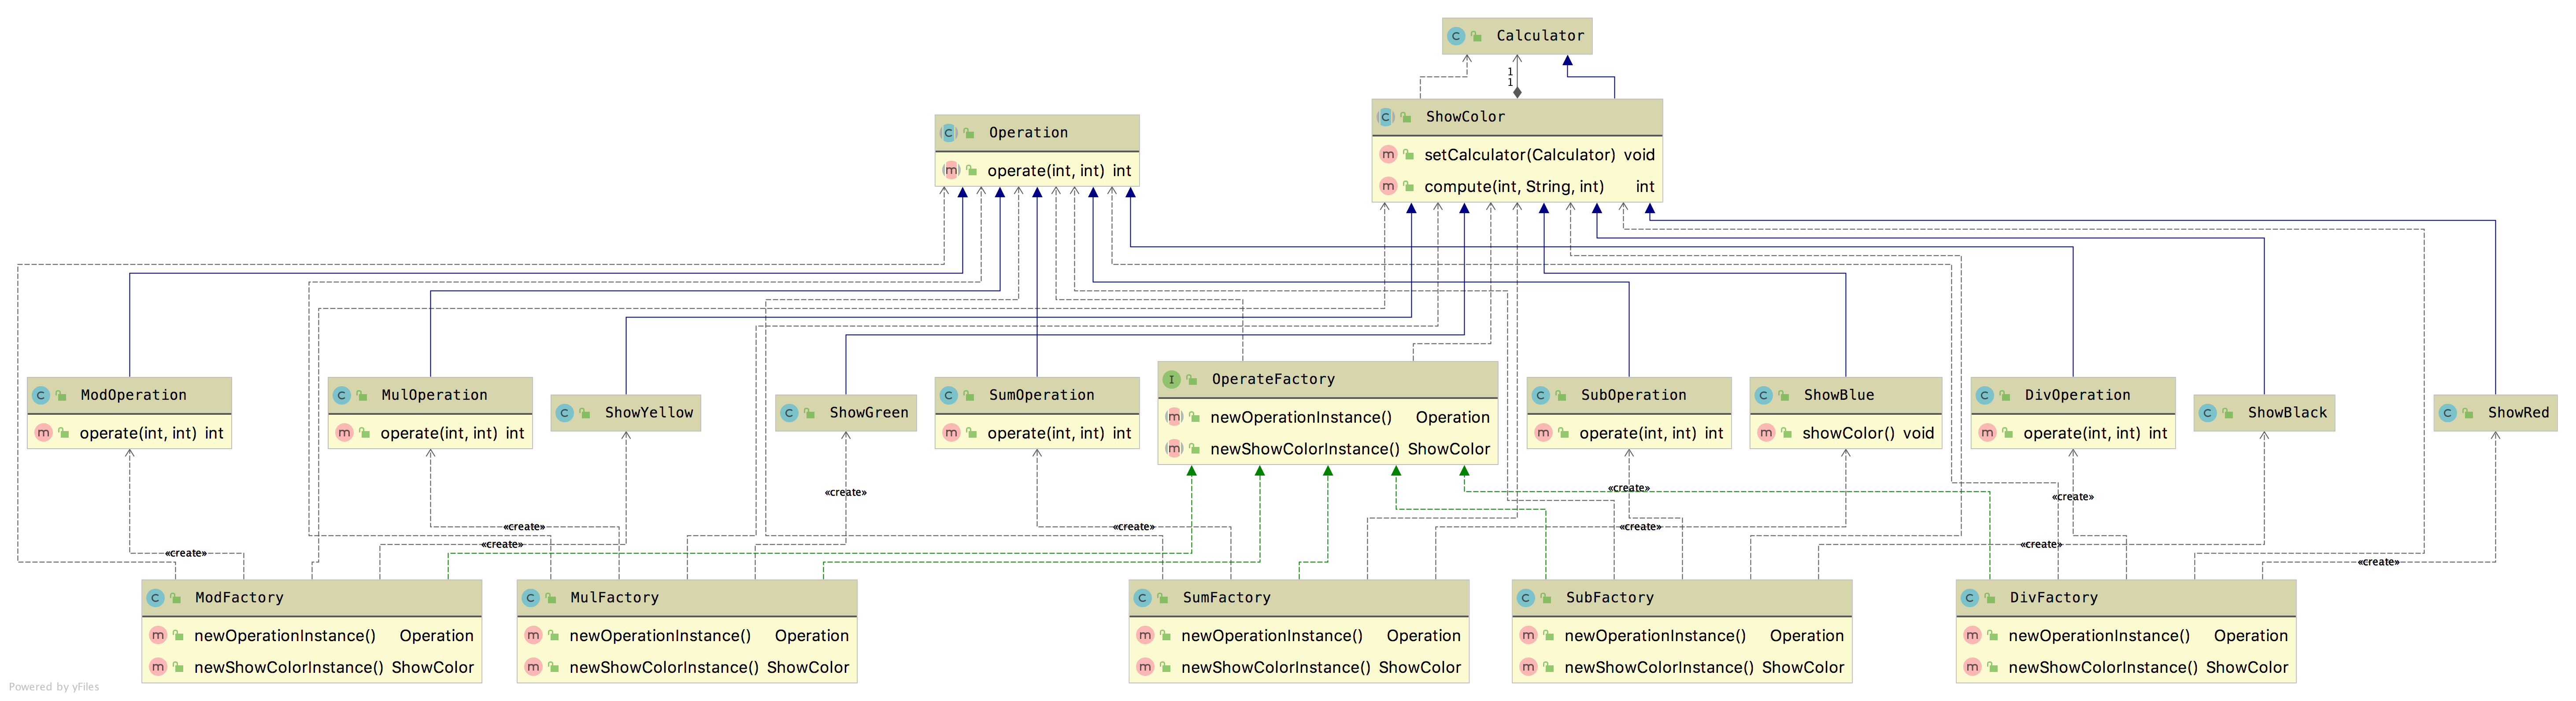 Calculator
1
1
ShowColor
setCalculator(Calculator) void
compute(int, String, int) int
Operation
operate(int, int) int
ModOperation
operate(int, int) int
MulOperation
operate(int, int) int
ShowYellow
ShowGreen
SumOperation
operate(int, int) int
OperateFactory
newOperationInstance() Operation
newShowColorInstance() ShowColor
SubOperation
operate(int, int) int
ShowBlue
showColor() void
DivOperation
operate(int, int) int
ShowBlack
ShowRed
«create»
«create»
«create»
«create»
«create»
«create»
«create»
«create»
«create»
«create»
ModFactory
newOperationInstance() Operation
newShowColorInstance() ShowColor
MulFactory
newOperationInstance() Operation
newShowColorInstance() ShowColor
SumFactory
newOperationInstance() Operation
newShowColorInstance() ShowColor
SubFactory
newOperationInstance() Operation
newShowColorInstance() ShowColor
DivFactory
newOperationInstance() Operation
newShowColorInstance() ShowColor
Powered by yFiles